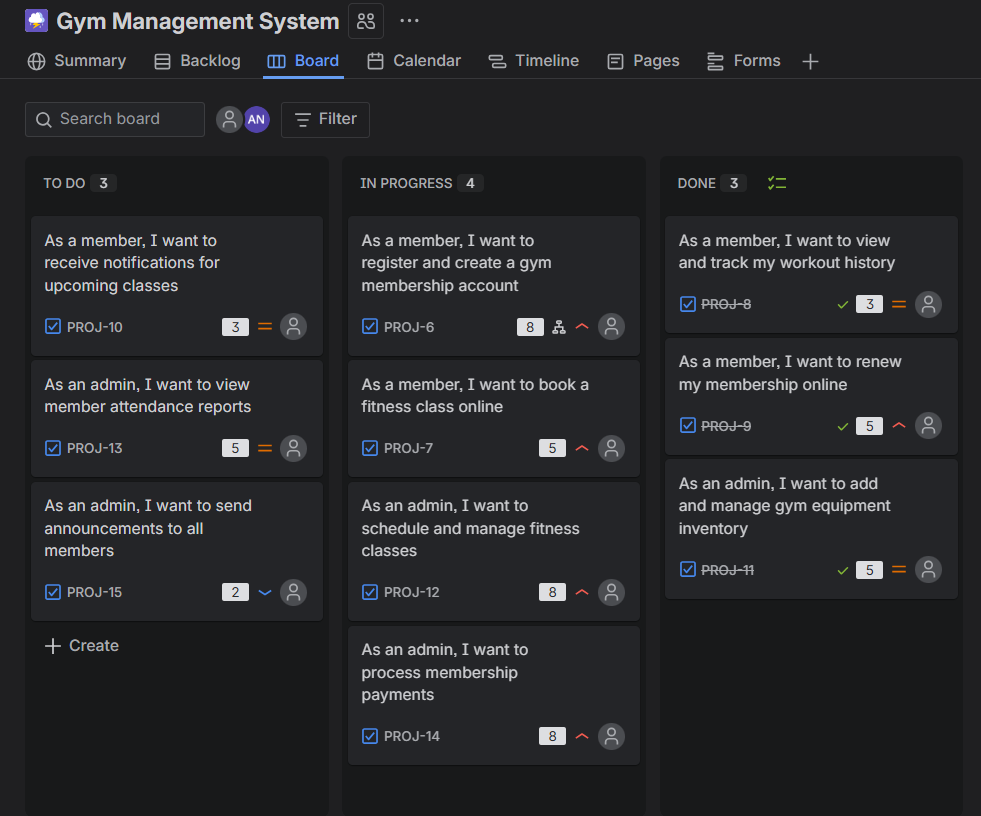 Gym Management System
Summary Backlog Board Calendar Timeline Pages Forms
Search board AN Filter
TO DO 3
As a member, I want to
receive notifications for
upcoming classes
PROJ-10 3
As an admin, I want to view
member attendance reports
PROJ-13 5
As an admin, I want to send
announcements to all
members
PROJ-15 2
Create
IN PROGRESS 4
As a member, I want to
register and create a gym
membership account
PROJ-6 8
As a member, I want to book a
fitness class online
PROJ-7 5
As an admin, I want to
schedule and manage fitness
classes
PROJ-12 8
As an admin, I want to
process membership
payments
PROJ-14 8
DONE 3
As a member, I want to view
and track my workout history
PROJ-8 3
As a member, I want to renew
my membership online
PROJ-9 5
As an admin, I want to add
and manage gym equipment
inventory
PROJ-11 5